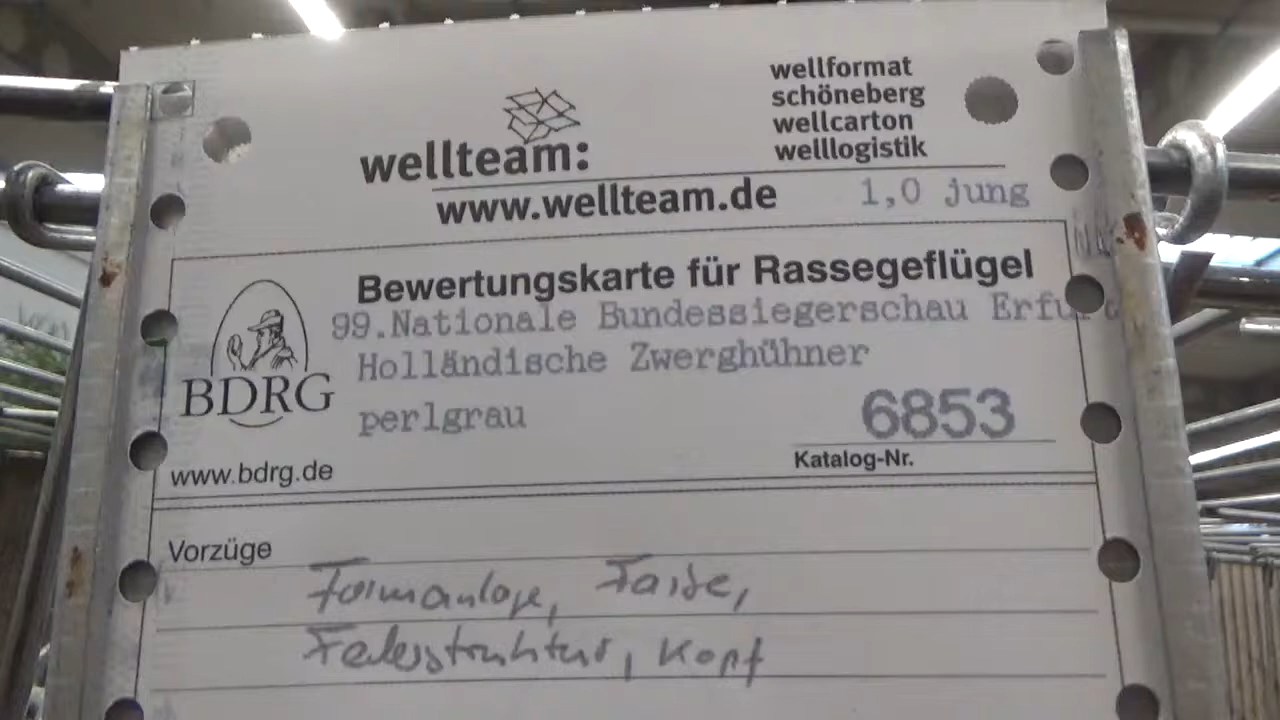 wellformat
schöneberg
wellcarton
welllogistik
wellteam:
www.wellteam.de
1,0 jung
Bewertungskarte für Rassegeflügel
99.Nationale Bundessiegerschau Erfurt
Holländische Zwerghühner
perlgrau
6853
Katalog-Nr.
BDRG
www.bdrg.de
Vorzüge
Formanlage, Farbe,
Federstruktur, Kopf